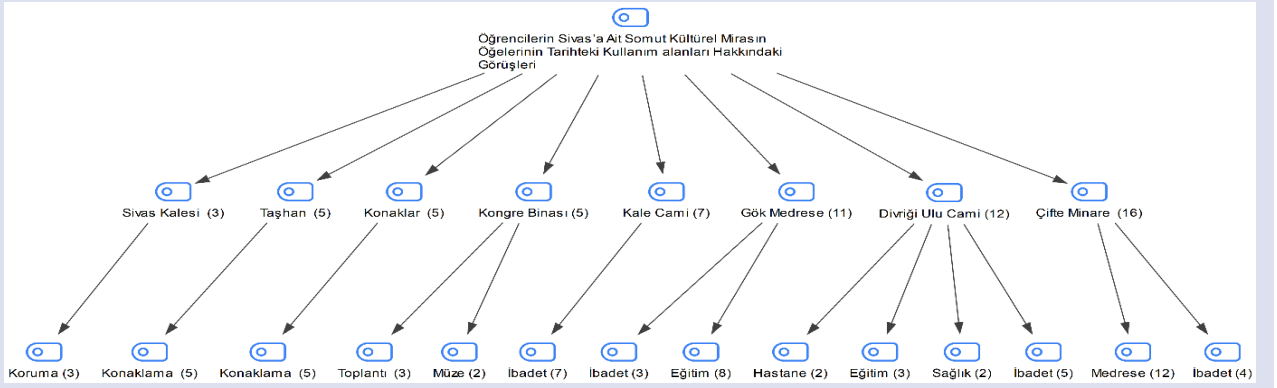 Öğrencilerin Sivas'a Ait Somut Kültürel Mirasın
Öğelerinin Tarihteki Kullanım alanları Hakkındaki
Görüşleri
Sivas Kalesi (3)
Taşhan (5)
Konaklar (5)
Kongre Binası (5)
Kale Cami (7)
Gök Medrese (11)
Divriği Ulu Cami (12)
Çifte Minare (16)
Koruma (3)
Konaklama (5)
Konaklama (5)
Toplantı (3)
Müze (2)
İbadet (7)
İbadet (3)
Eğitim (8)
Hastane (2)
Eğitim (3)
Sağlık (2)
İbadet (5)
Medrese (12)
İbadet (4)